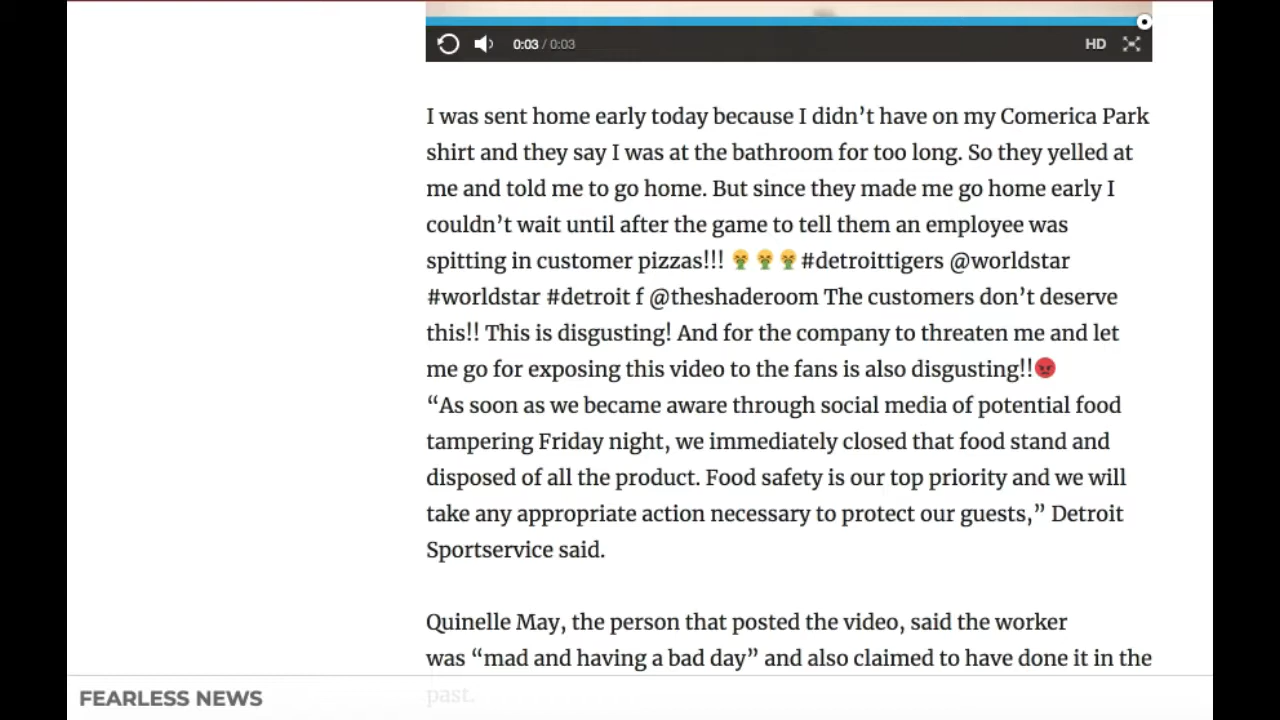 0:03 / 0:03
HD
I was sent home early today because I didn’t have on my Comerica Park
shirt and they say I was at the bathroom for too long. So they yelled at
me and told me to go home. But since they made me go home early I
couldn’t wait until after the game to tell them an employee was
spitting in customer pizzas!!! 🤮🤮🤮#detroittigers @worldstar
#worldstar #detroit f @theshaderoom The customers don’t deserve
this!! This is disgusting! And for the company to threaten me and let
me go for exposing this video to the fans is also disgusting!!😡
“As soon as we became aware through social media of potential food
tampering Friday night, we immediately closed that food stand and
disposed of all the product. Food safety is our top priority and we will
take any appropriate action necessary to protect our guests,” Detroit
Sportservice said.
Quinelle May, the person that posted the video, said the worker
was “mad and having a bad day” and also claimed to have done it in the
past.
FEARLESS NEWS